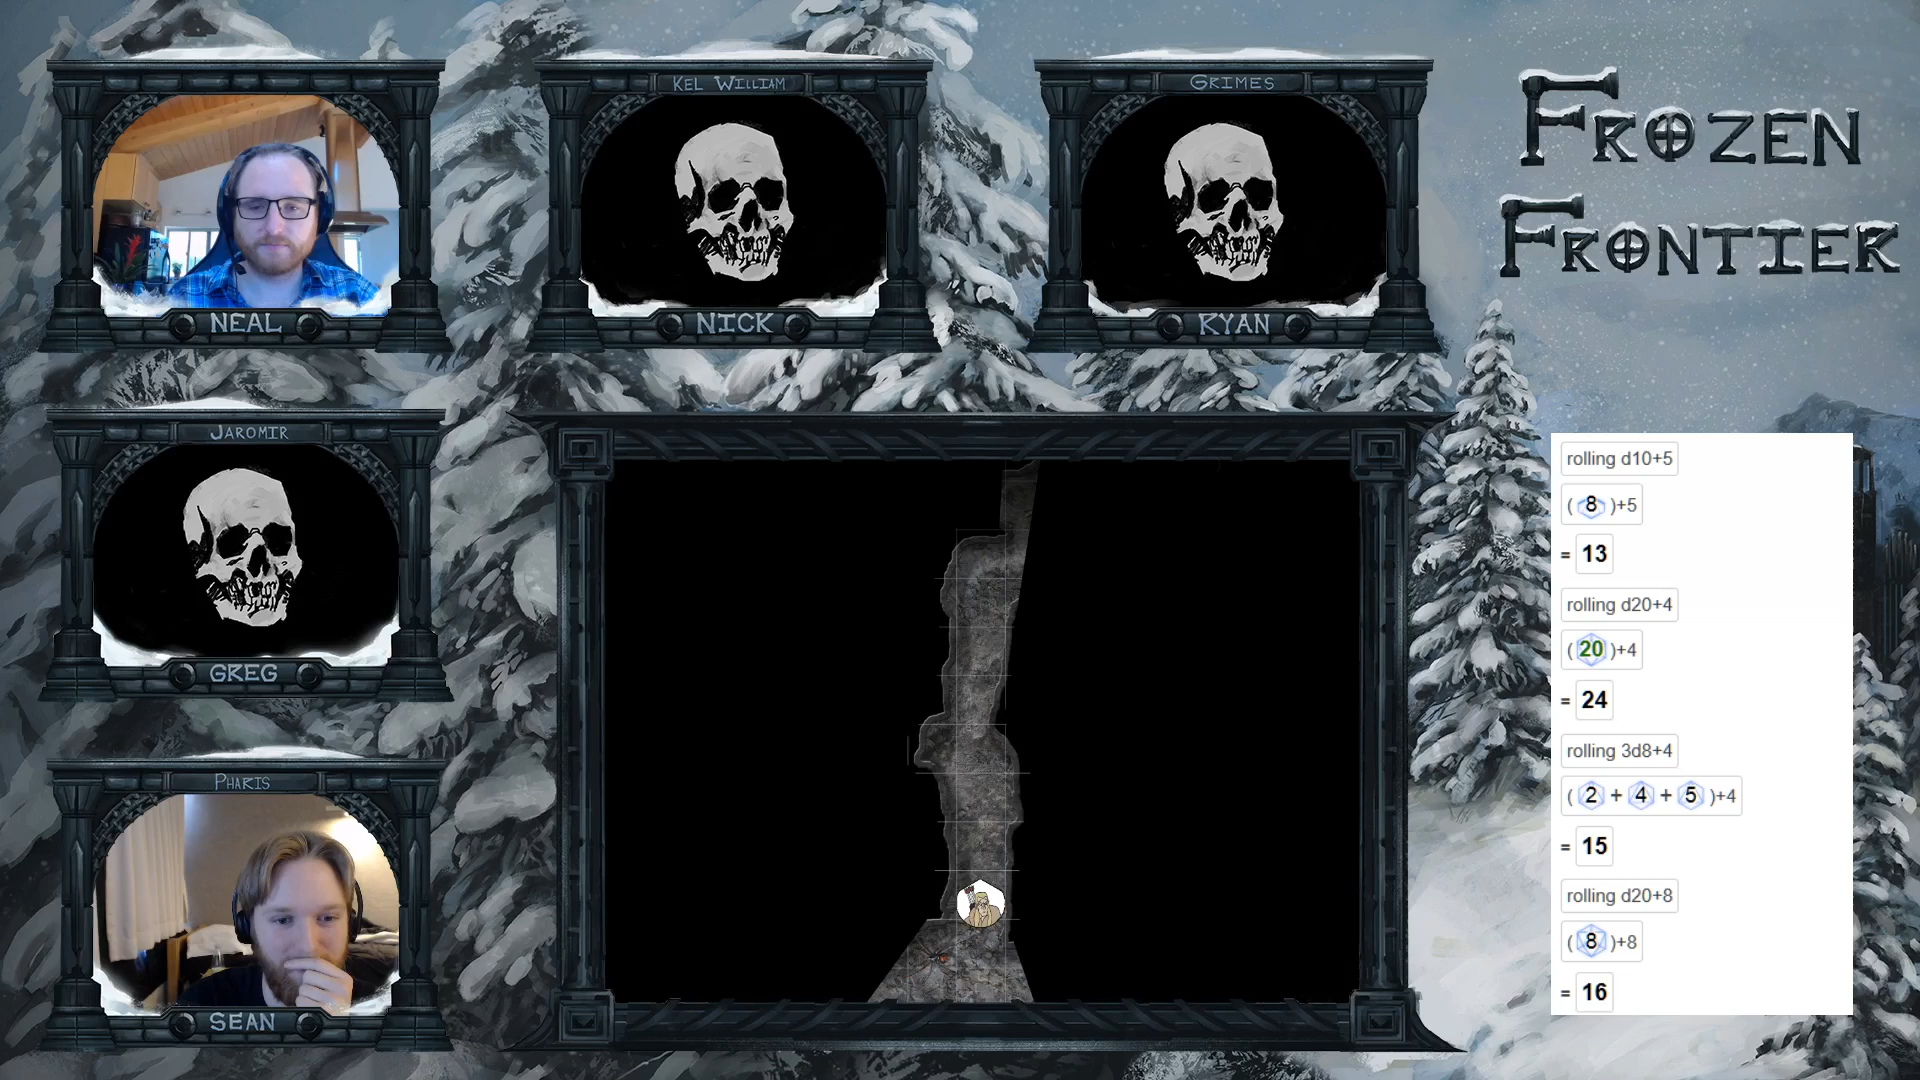 KEL WILLIAM
GRIMES
FROZEN
FRONTIER
NEAL
NICK
RYAN
JAROMIR
GREG
PHARIS
SEAN
rolling d10+5
( 8 )+5
= 13
rolling d20+4
( 20 )+4
= 24
rolling 3d8+4
( 2 + 4 + 5 )+4
= 15
rolling d20+8
( 8 )+8
= 16